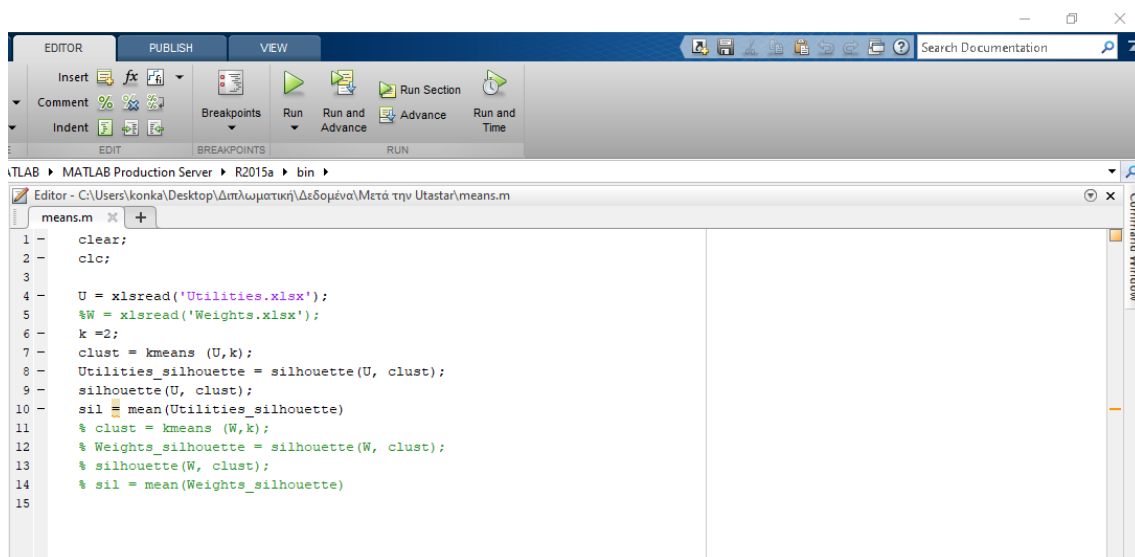 EDITOR PUBLISH VIEW Search Documentation
Insert fx
Comment
Indent
Breakpoints
Run
Run and Advance
Run Section
Advance
Run and Time
EDIT BREAKPOINTS RUN
MATLAB Production Server R2015a bin
Editor - C:\Users\konka\Desktop\Διπλωματική\Δεδομένα\Μετά την Utastar\means.m
means.m
Command Window
1 clear;
2 clc;
3
4 U = xlsread('Utilities.xlsx');
5 %W = xlsread('Weights.xlsx');
6 k =2;
7 clust = kmeans (U,k);
8 Utilities_silhouette = silhouette(U, clust);
9 silhouette(U, clust);
10 sil = mean(Utilities_silhouette)
11 % clust = kmeans (W,k);
12 % Weights_silhouette = silhouette(W, clust);
13 % silhouette(W, clust);
14 % sil = mean(Weights_silhouette)
15